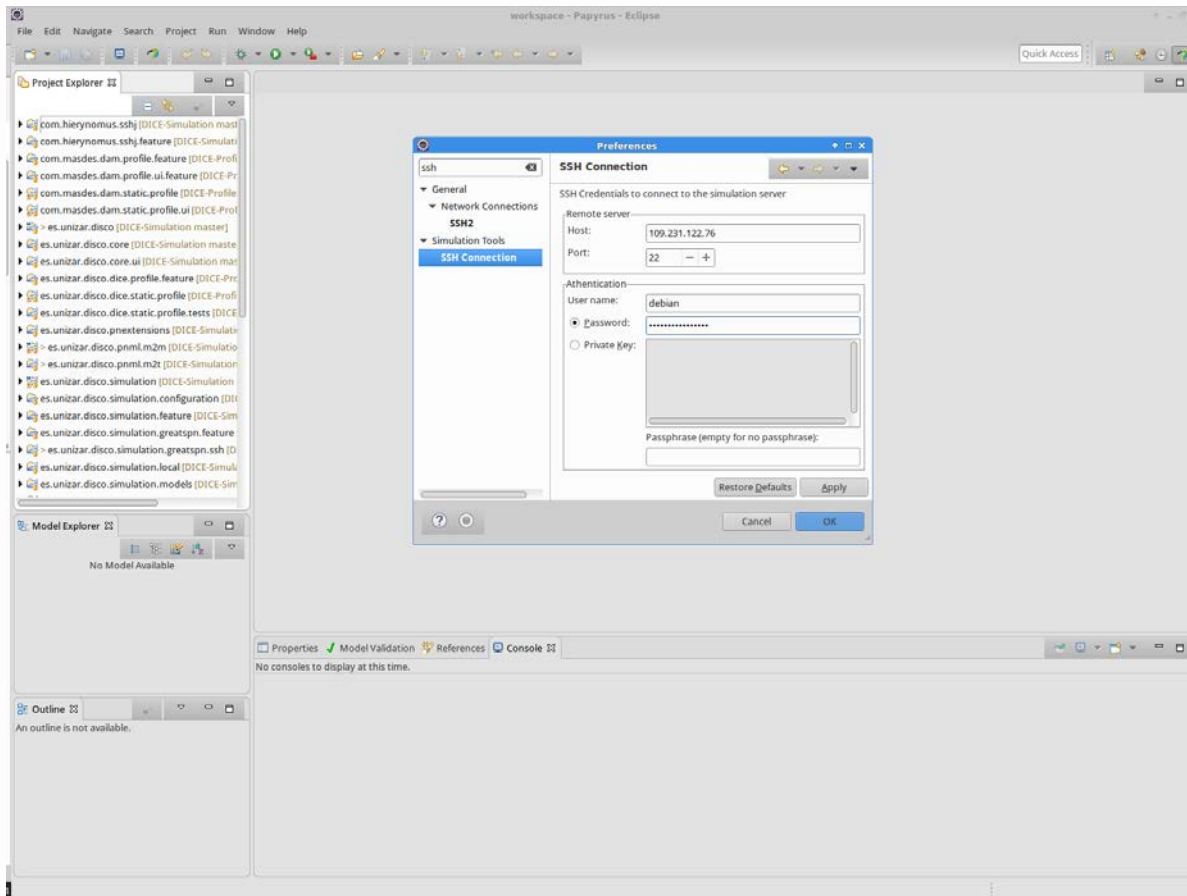 workspace - Papyrus - Eclipse
File Edit Navigate Search Project Run Window Help
Quick Access
Project Explorer
com.hierynomus.sshj [DICE-Simulation mast
com.hierynomus.sshj.feature [DICE-Simulati
com.masdes.dam.profile.feature [DICE-Profi
com.masdes.dam.profile.ui.feature [DICE-Pr
com.masdes.dam.static.profile [DICE-Profile
com.masdes.dam.static.profile.ui [DICE-Prof
> es.unizar.disco [DICE-Simulation master]
es.unizar.disco.core [DICE-Simulation maste
es.unizar.disco.core.ui [DICE-Simulation mas
es.unizar.disco.dice.profile.feature [DICE-Prc
es.unizar.disco.dice.static.profile [DICE-Profi
es.unizar.disco.dice.static.profile.tests [DICE
es.unizar.disco.pnextensions [DICE-Simulati
> es.unizar.disco.pnml.m2m [DICE-Simulatio
> es.unizar.disco.pnml.m2t [DICE-Simulation
es.unizar.disco.simulation [DICE-Simulation
es.unizar.disco.simulation.configuration [DI
es.unizar.disco.simulation.feature [DICE-Sim
es.unizar.disco.simulation.greatspn.feature
> es.unizar.disco.simulation.greatspn.ssh [D
es.unizar.disco.simulation.local [DICE-Simula
es.unizar.disco.simulation.models [DICE-Sim
Model Explorer
No Model Available
Outline
An outline is not available.
Preferences
ssh
General
Network Connections
SSH2
Simulation Tools
SSH Connection
SSH Connection
SSH Credentials to connect to the simulation server
Remote server
Host: 109.231.122.76
Port: 22 - +
Athentication
User name: debian
Password: ••••••••••••••••
Private Key:
Passphrase (empty for no passphrase):
Restore Defaults Apply
Cancel OK
Properties Model Validation References Console
No consoles to display at this time.